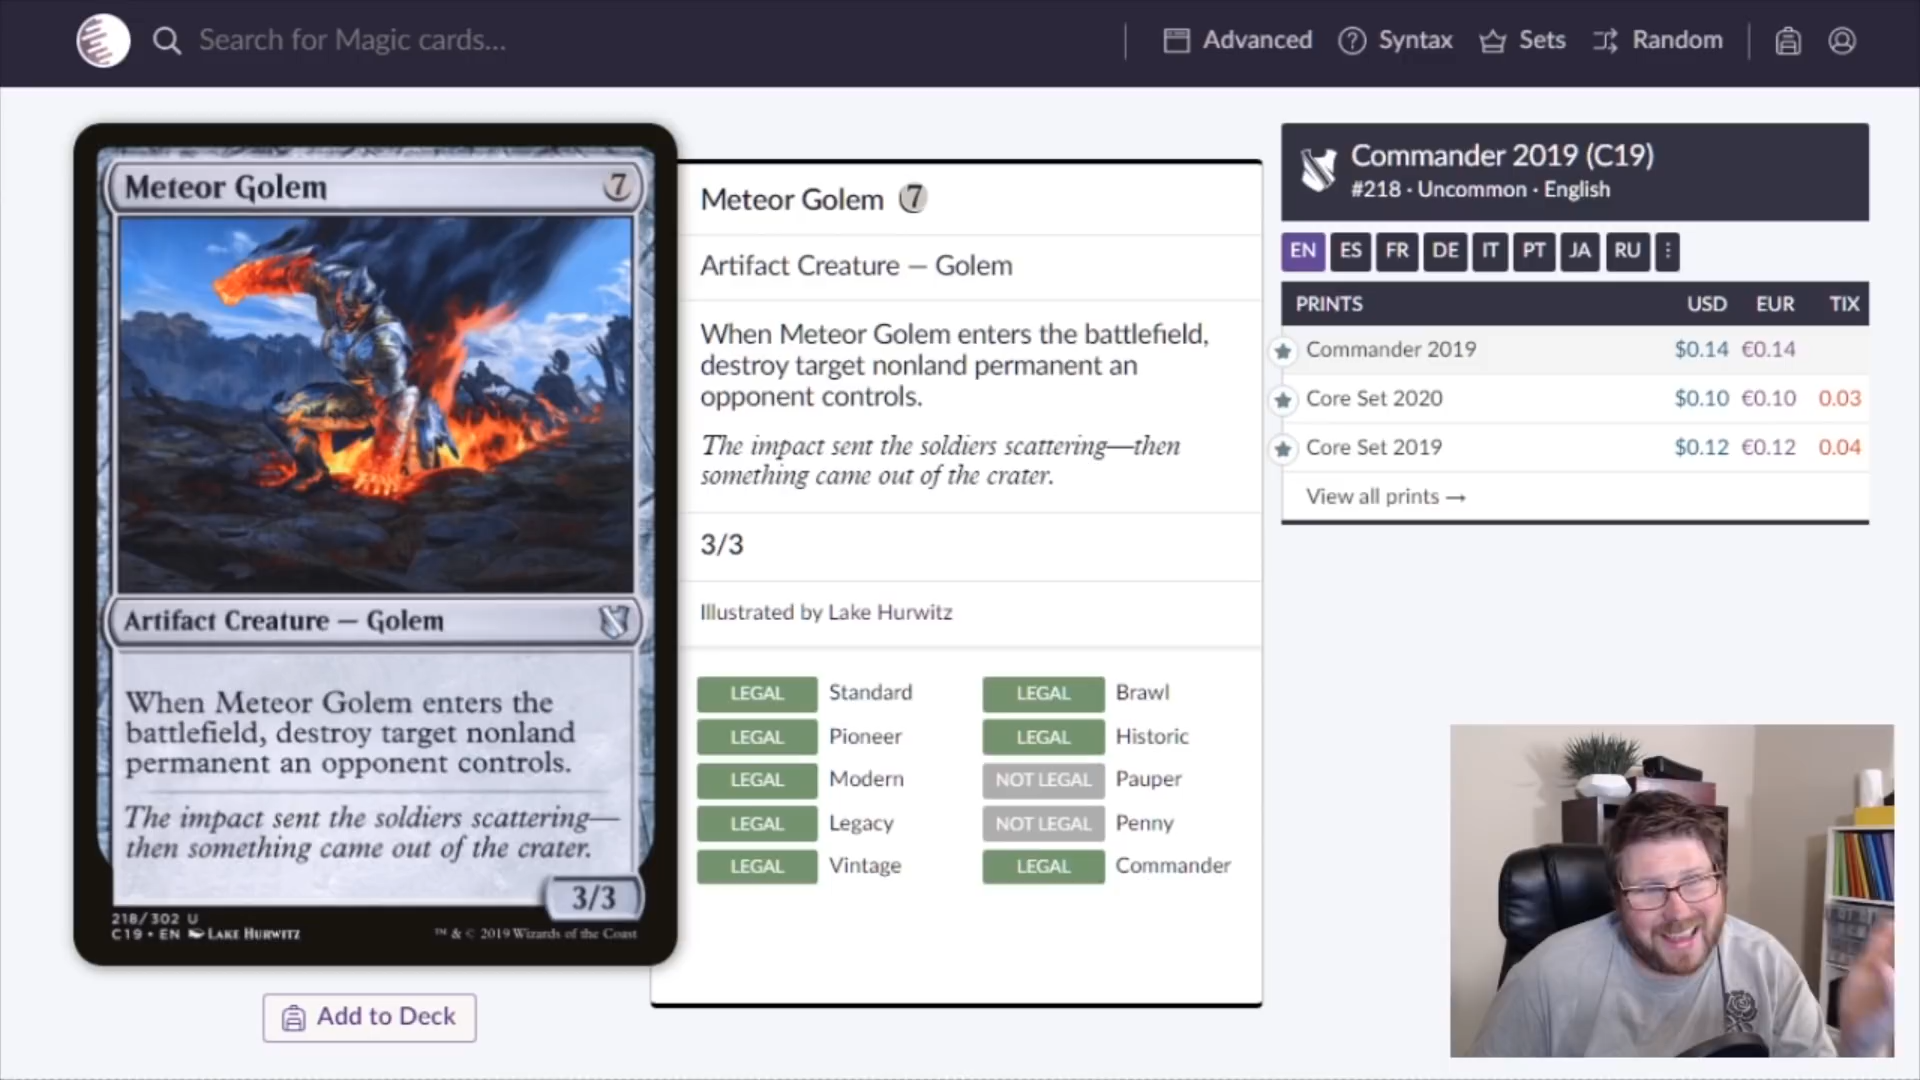 Search for Magic cards...
Advanced
Syntax
Sets
Random
Meteor Golem 7
Artifact Creature — Golem
When Meteor Golem enters the
battlefield, destroy target nonland
permanent an opponent controls.
The impact sent the soldiers scattering—
then something came out of the crater.
3/3
218/302 U
C19 • EN Lake Hurwitz
™ & © 2019 Wizards of the Coast
Add to Deck
Meteor Golem 7
Artifact Creature — Golem
When Meteor Golem enters the battlefield,
destroy target nonland permanent an
opponent controls.
The impact sent the soldiers scattering—then
something came out of the crater.
3/3
Illustrated by Lake Hurwitz
LEGAL Standard LEGAL Brawl
LEGAL Pioneer LEGAL Historic
LEGAL Modern NOT LEGAL Pauper
LEGAL Legacy NOT LEGAL Penny
LEGAL Vintage LEGAL Commander
Commander 2019 (C19)
#218 · Uncommon · English
EN ES FR DE IT PT JA RU
PRINTS USD EUR TIX
Commander 2019 $0.14 €0.14
Core Set 2020 $0.10 €0.10 0.03
Core Set 2019 $0.12 €0.12 0.04
View all prints →